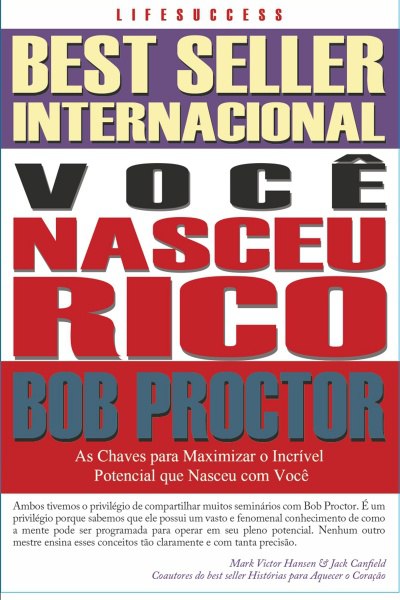 LIFESUCCESS
BEST SELLER
INTERNACIONAL
VOCÊ
NASCEU
RICO
BOB PROCTOR
As Chaves para Maximizar o Incrível
Potencial que Nasceu com Você
Ambos tivemos o privilégio de compartilhar muitos seminários com Bob Proctor. É um
privilégio porque sabemos que ele possui um vasto e fenomenal conhecimento de como
a mente pode ser programada para operar em seu pleno potencial. Nenhum outro
mestre ensina esses conceitos tão claramente e com tanta precisão.
Mark Victor Hansen & Jack Canfield
Coautores do best seller Histórias para Aquecer o Coração